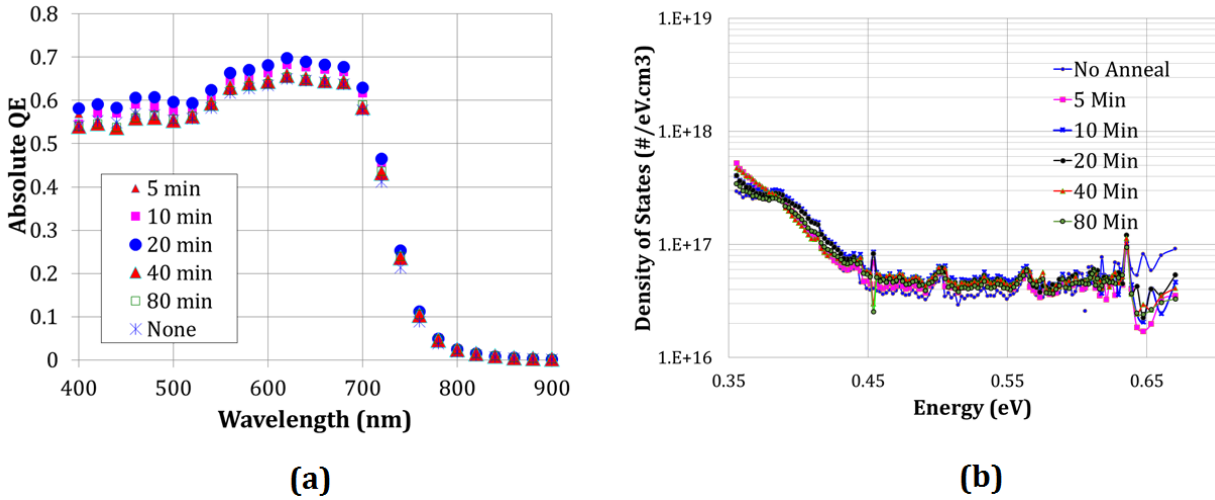 0.8
0.7
0.6
0.5
0.4
0.3
0.2
0.1
0
Absolute QE
5 min
10 min
20 min
40 min
80 min
None
400 500 600 700 800 900
Wavelength (nm)
(a)
1.E+19
1.E+18
1.E+17
1.E+16
Density of States (#/eV.cm3)
No Anneal
5 Min
10 Min
20 Min
40 Min
80 Min
0.35 0.45 0.55 0.65
Energy (eV)
(b)